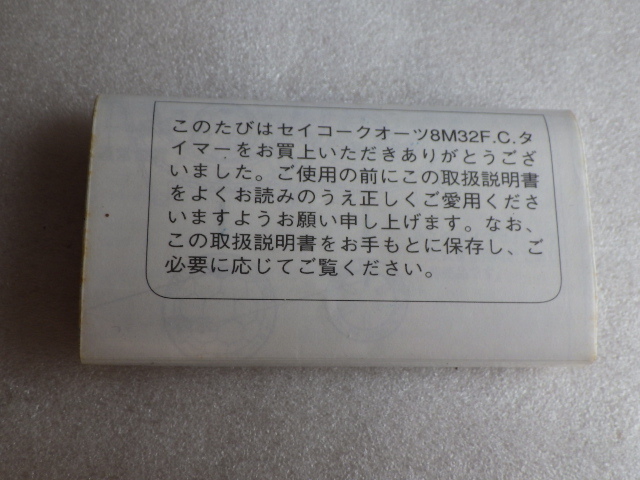 このたびはセイコークオーツ8M32F.C.タ
イマーをお買上いただきありがとうござ
いました。ご使用の前にこの取扱説明書
をよくお読みのうえ正しくご愛用くださ
いますようお願い申し上げます。なお、
この取扱説明書をお手もとに保存し、ご
必要に応じてご覧ください。